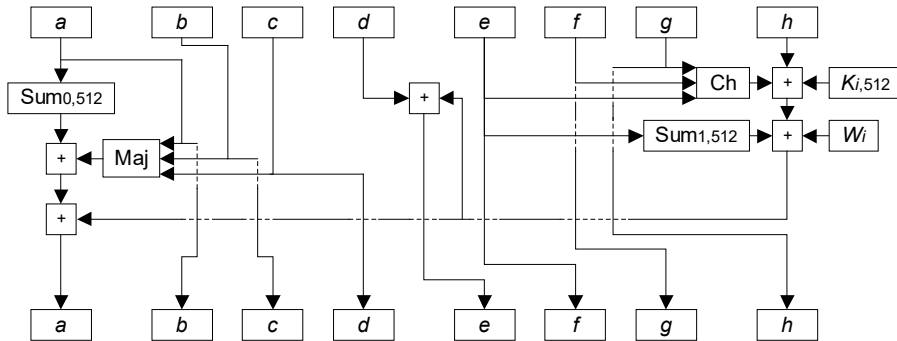 a b c d e f g h
Sum0,512 + Ch + Ki,512
+ Maj Sum1,512 + Wi
+
a b c d e f g h